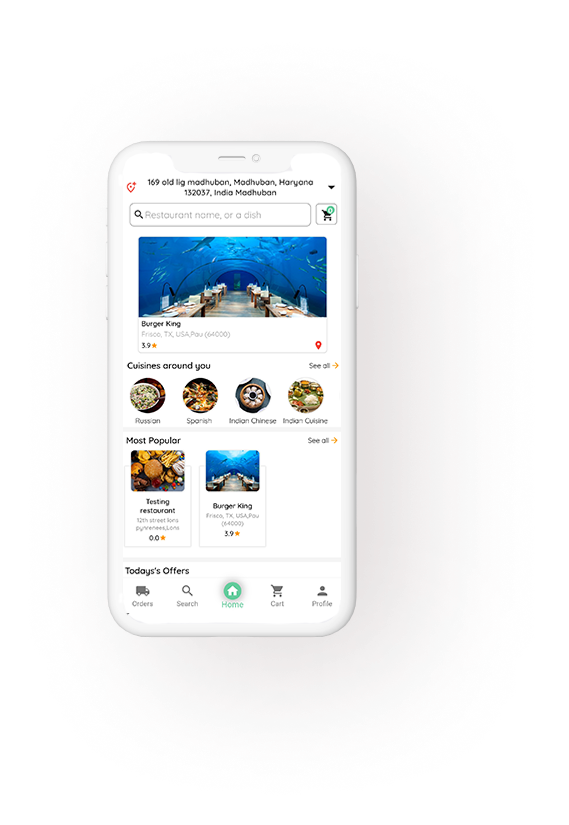 169 old lig madhuban, Madhuban, Haryana
132037, India Madhuban
Restaurant name, or a dish
Burger King
Frisco, TX, USA,Pau (64000)
3.9
Cuisines around you
See all
Russian
Spanish
Indian Chinese
Indian Cuisine
Most Popular
See all
Testing
restaurant
12th street lons
pyrenees,Lons
0.0
Burger King
Frisco, TX, USA,Pau
(64000)
3.9
Todays's Offers
Orders
Search
Home
Cart
Profile